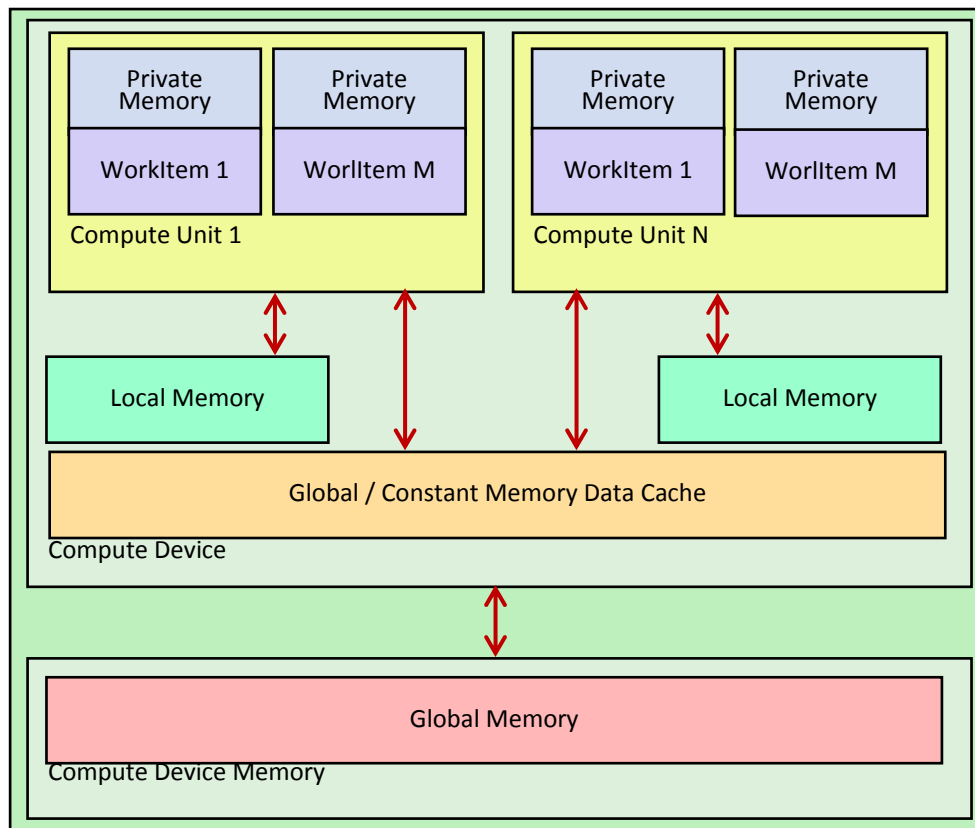 Private
Memory
WorkItem 1
Private
Memory
WorlItem M
Compute Unit 1
Private
Memory
WorkItem 1
Private
Memory
WorlItem M
Compute Unit N
Local Memory
Local Memory
Global / Constant Memory Data Cache
Compute Device
Global Memory
Compute Device Memory